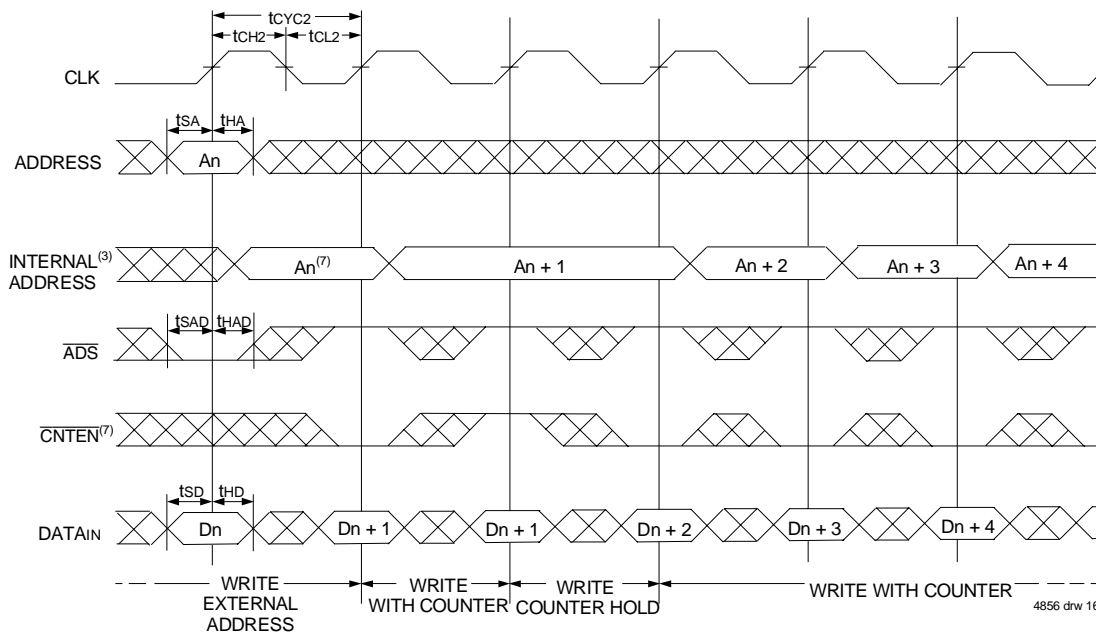 tCYC2
tCH2 tCL2
CLK
tSA tHA
ADDRESS An
INTERNAL(3)
ADDRESS
An(7) An + 1 An + 2 An + 3 An + 4
tSAD tHAD
ADS
CNTEN(7)
tSD tHD
DATAIN Dn Dn + 1 Dn + 1 Dn + 2 Dn + 3 Dn + 4
WRITE
EXTERNAL
ADDRESS
WRITE
WITH COUNTER
WRITE
COUNTER HOLD
WRITE WITH COUNTER
4856 drw 16